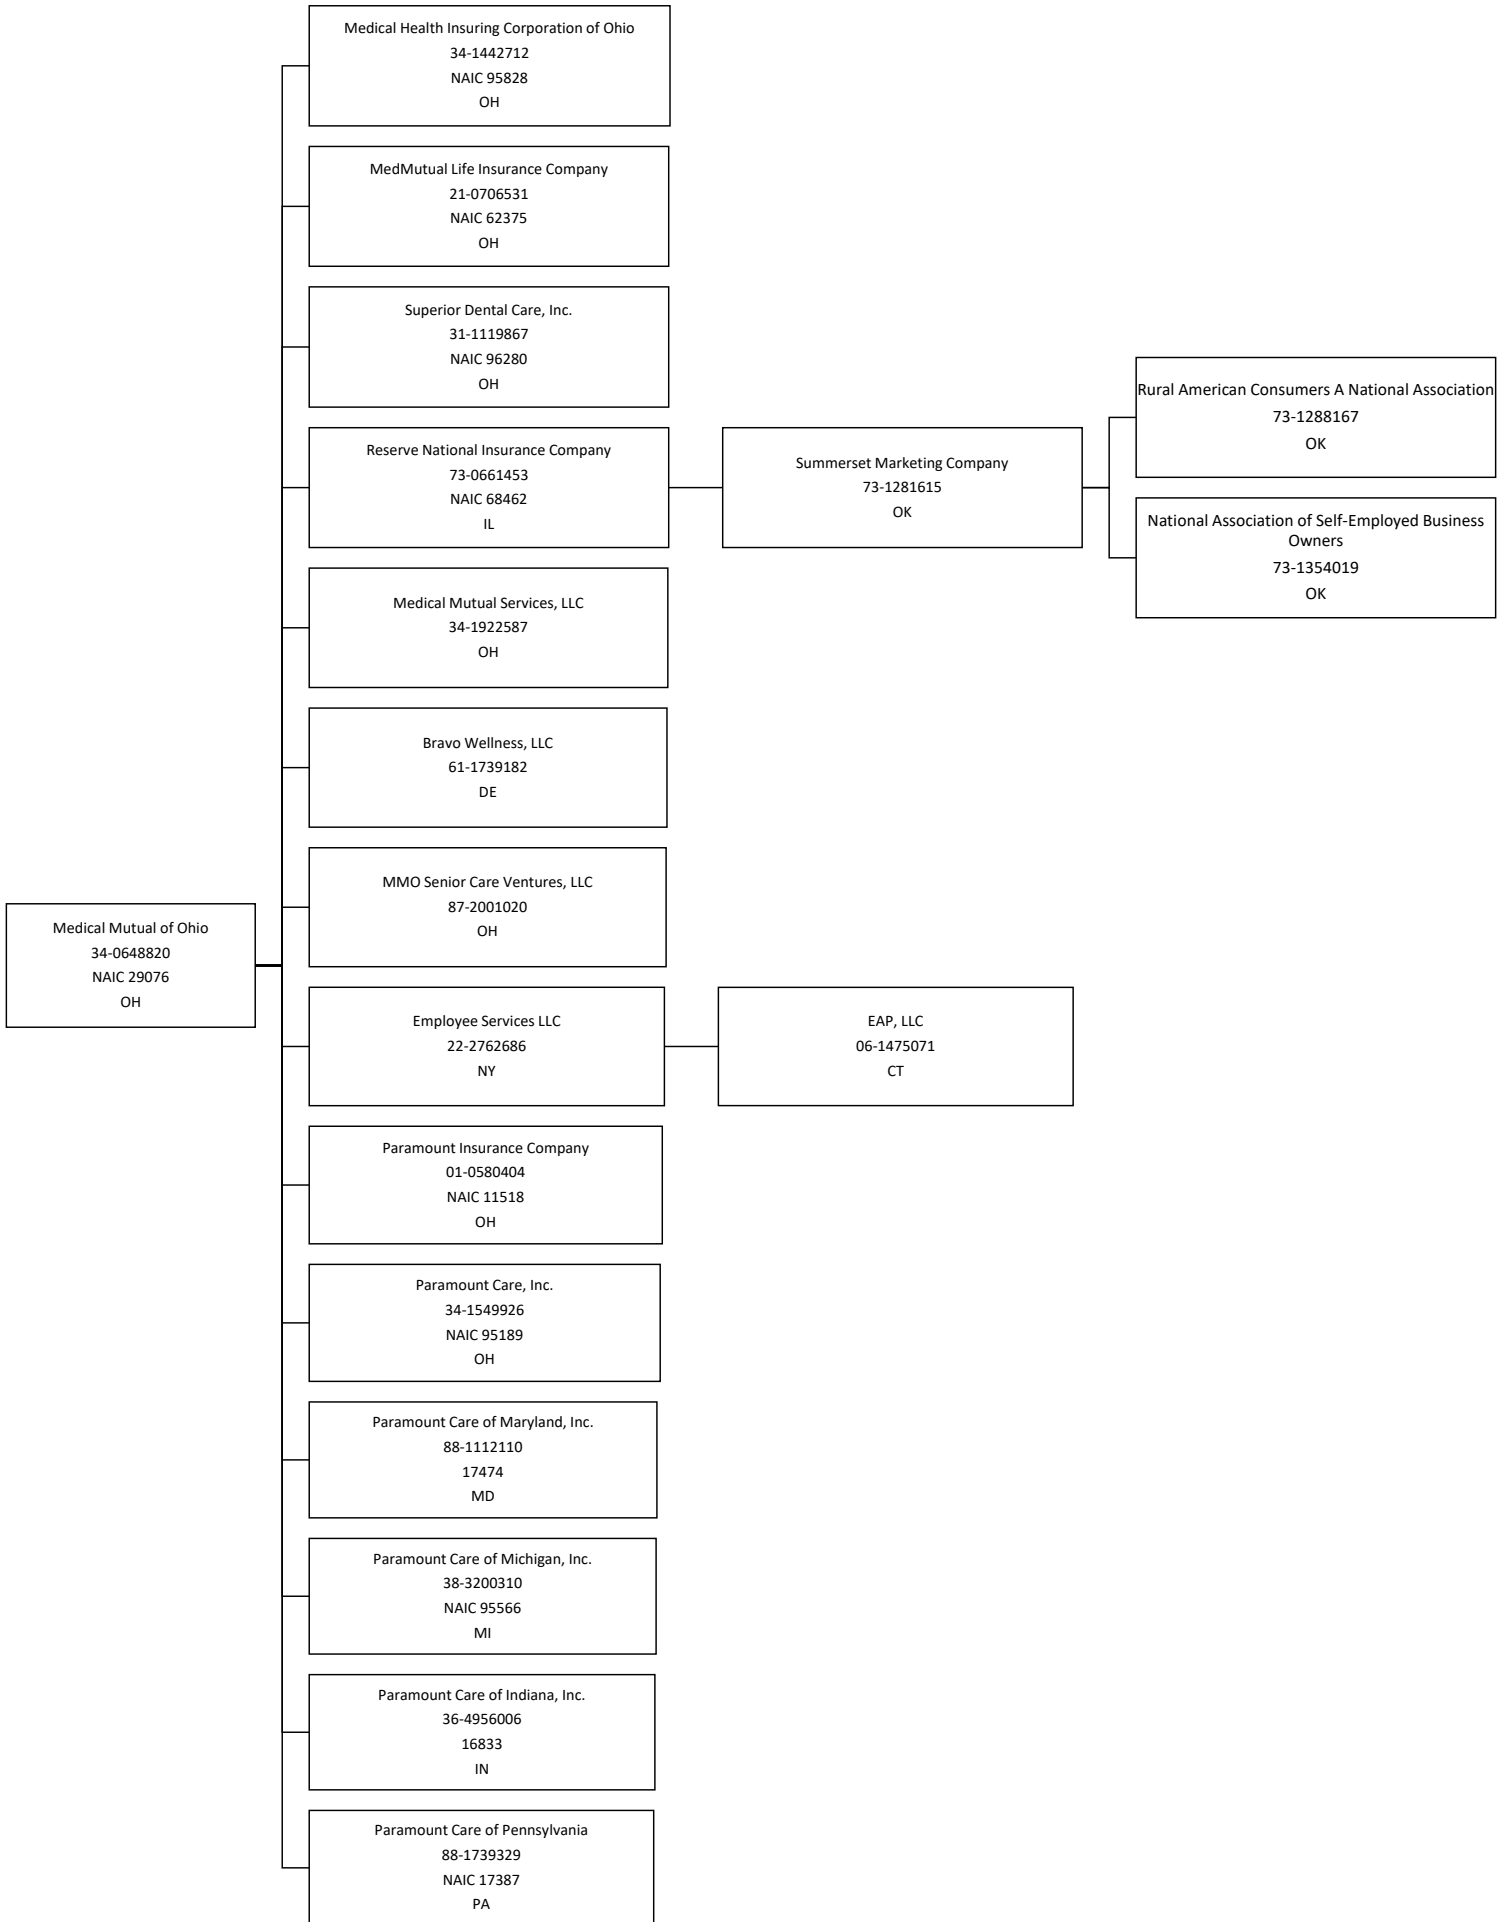 Medical Health Insuring Corporation of Ohio
34-1442712
NAIC 95828
OH
MedMutual Life Insurance Company
21-0706531
NAIC 62375
OH
Superior Dental Care, Inc.
31-1119867
NAIC 96280
OH
Reserve National Insurance Company
73-0661453
NAIC 68462
IL
Summerset Marketing Company
73-1281615
OK
Rural American Consumers A National Association
73-1288167
OK
National Association of Self-Employed Business
Owners
73-1354019
OK
Medical Mutual Services, LLC
34-1922587
OH
Bravo Wellness, LLC
61-1739182
DE
MMO Senior Care Ventures, LLC
87-2001020
OH
Medical Mutual of Ohio
34-0648820
NAIC 29076
OH
Employee Services LLC
22-2762686
NY
EAP, LLC
06-1475071
CT
Paramount Insurance Company
01-0580404
NAIC 11518
OH
Paramount Care, Inc.
34-1549926
NAIC 95189
OH
Paramount Care of Maryland, Inc.
88-1112110
17474
MD
Paramount Care of Michigan, Inc.
38-3200310
NAIC 95566
MI
Paramount Care of Indiana, Inc.
36-4956006
16833
IN
Paramount Care of Pennsylvania
88-1739329
NAIC 17387
PA